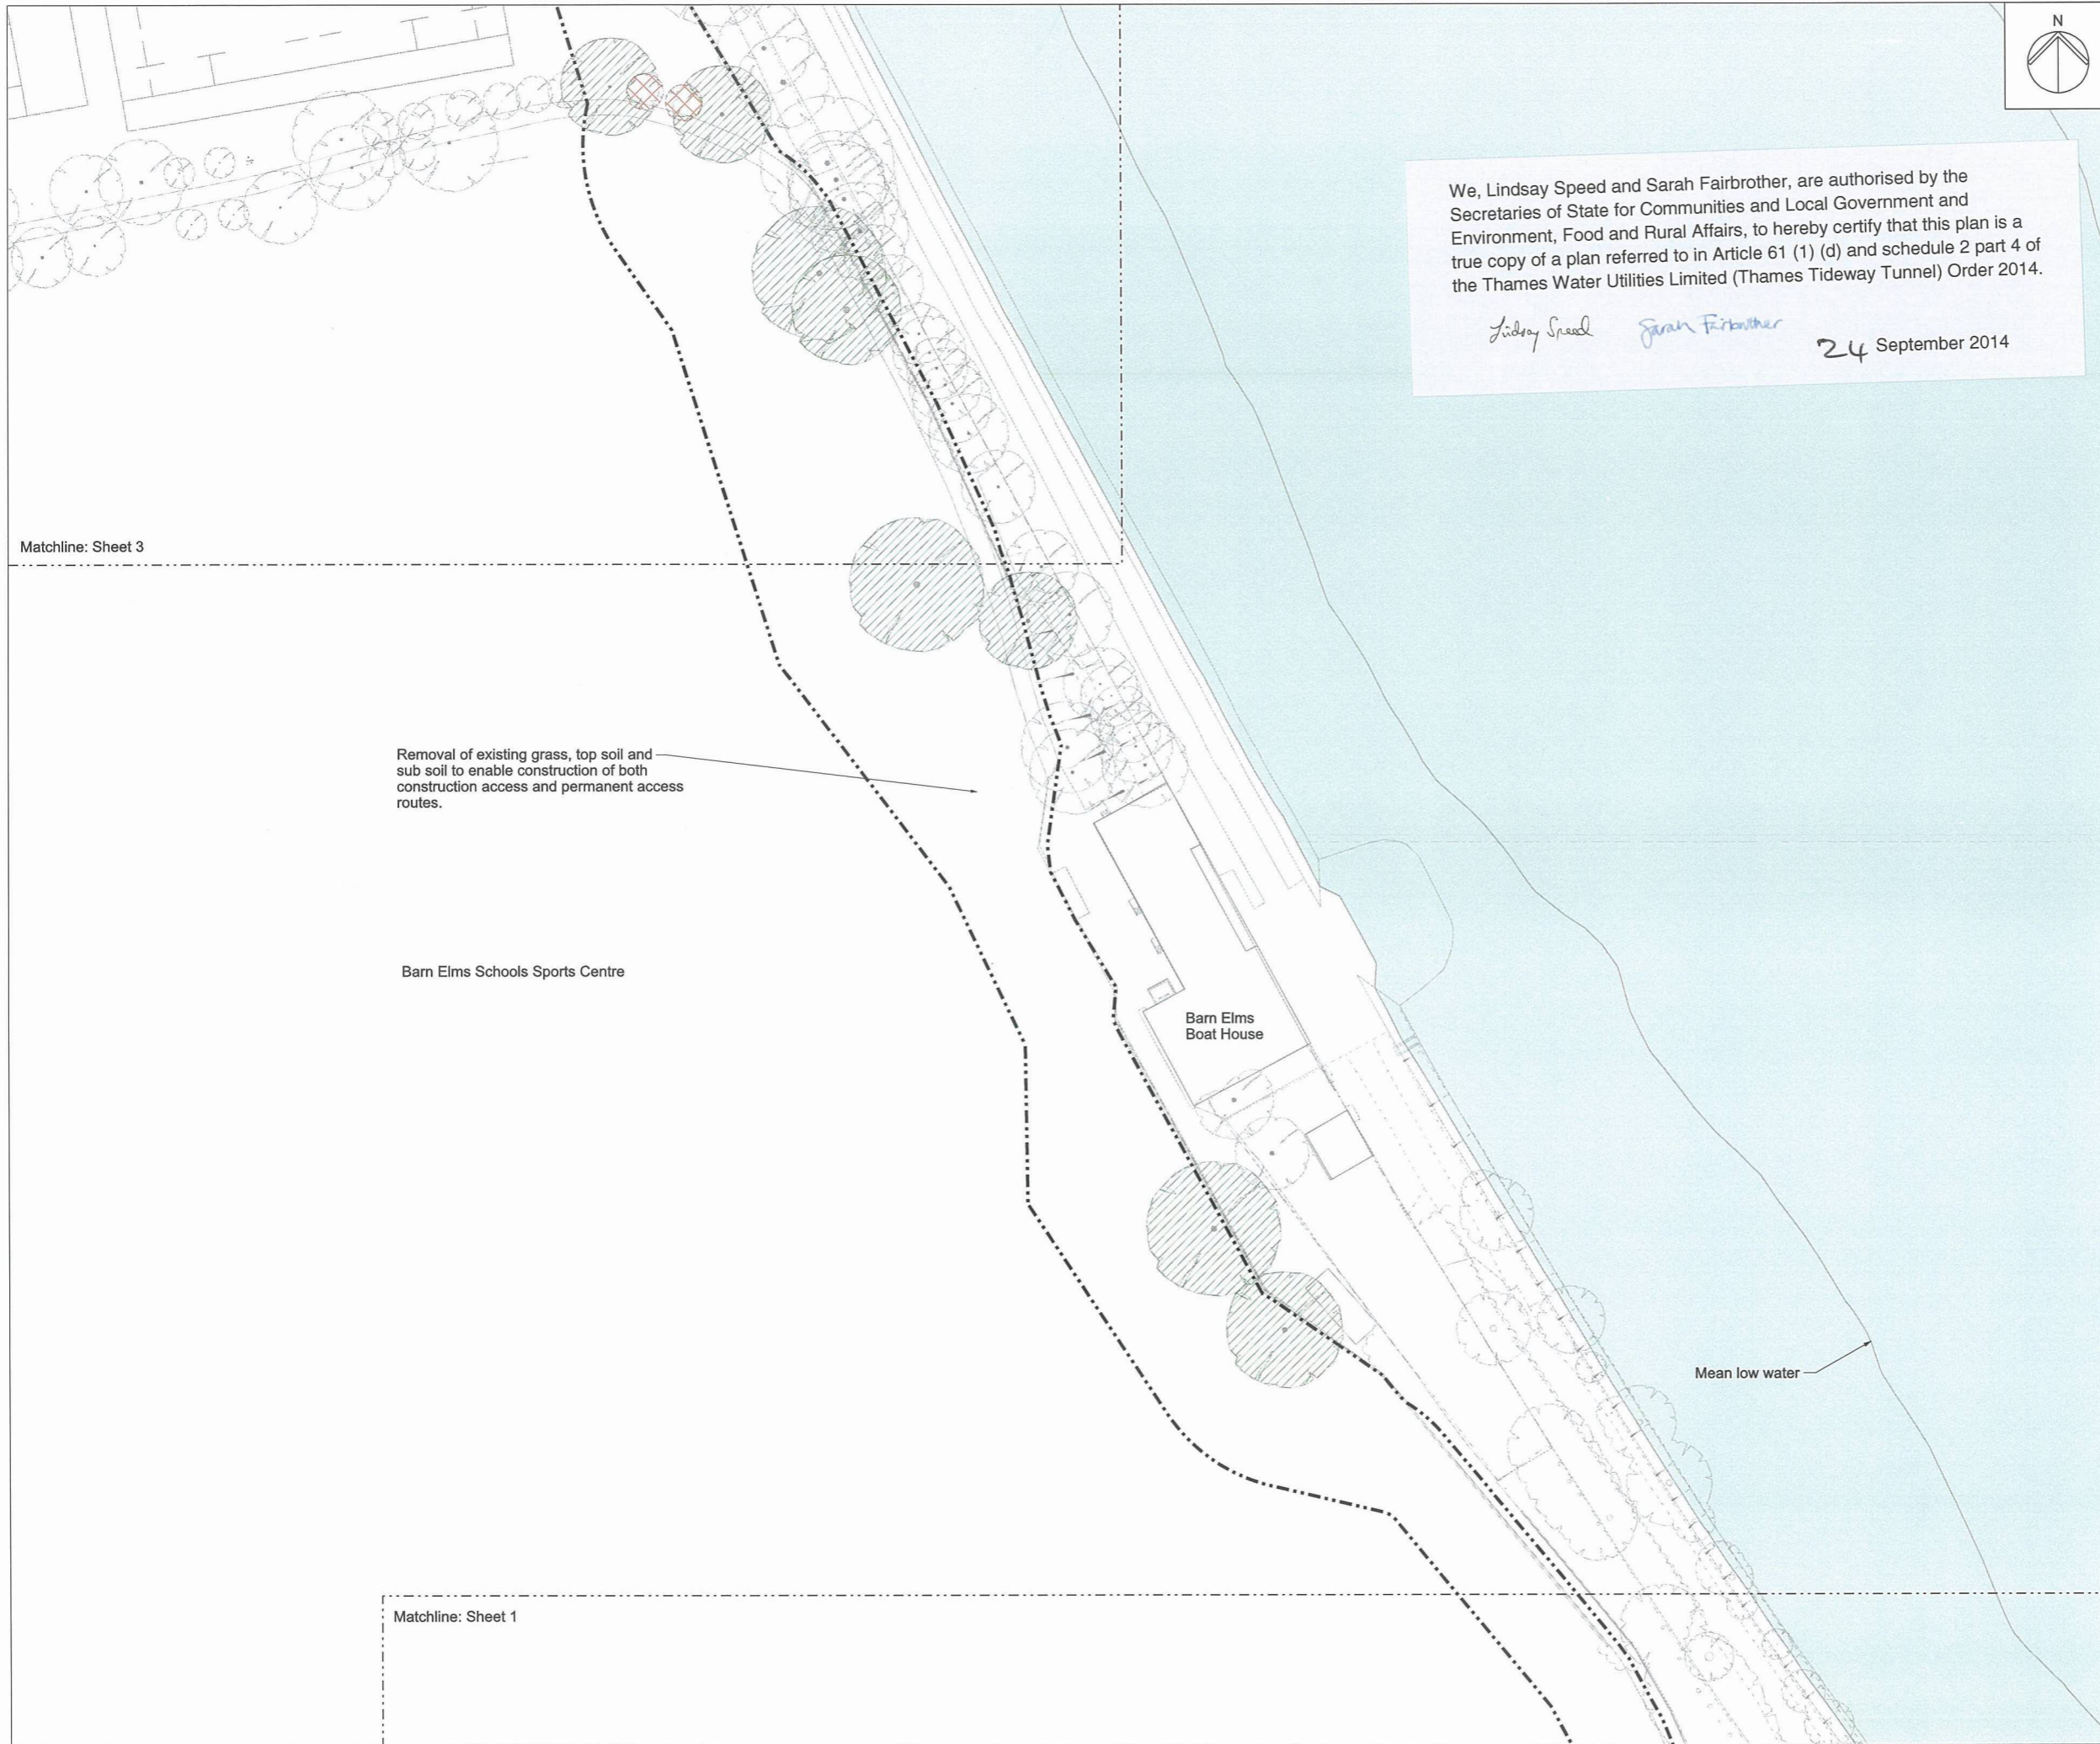 N
We, Lindsay Speed and Sarah Fairbrother, are authorised by the
Secretaries of State for Communities and Local Government and
Environment, Food and Rural Affairs, to hereby certify that this plan is a
true copy of a plan referred to in Article 61 (1) (d) and schedule 2 part 4 of
the Thames Water Utilities Limited (Thames Tideway Tunnel) Order 2014.
Lindsay Speed Sarah Fairbrother
24 September 2014
Matchline: Sheet 3
Removal of existing grass, top soil and
sub soil to enable construction of both
construction access and permanent access
routes.
Barn Elms Schools Sports Centre
Barn Elms
Boat House
Mean low water
Matchline: Sheet 1